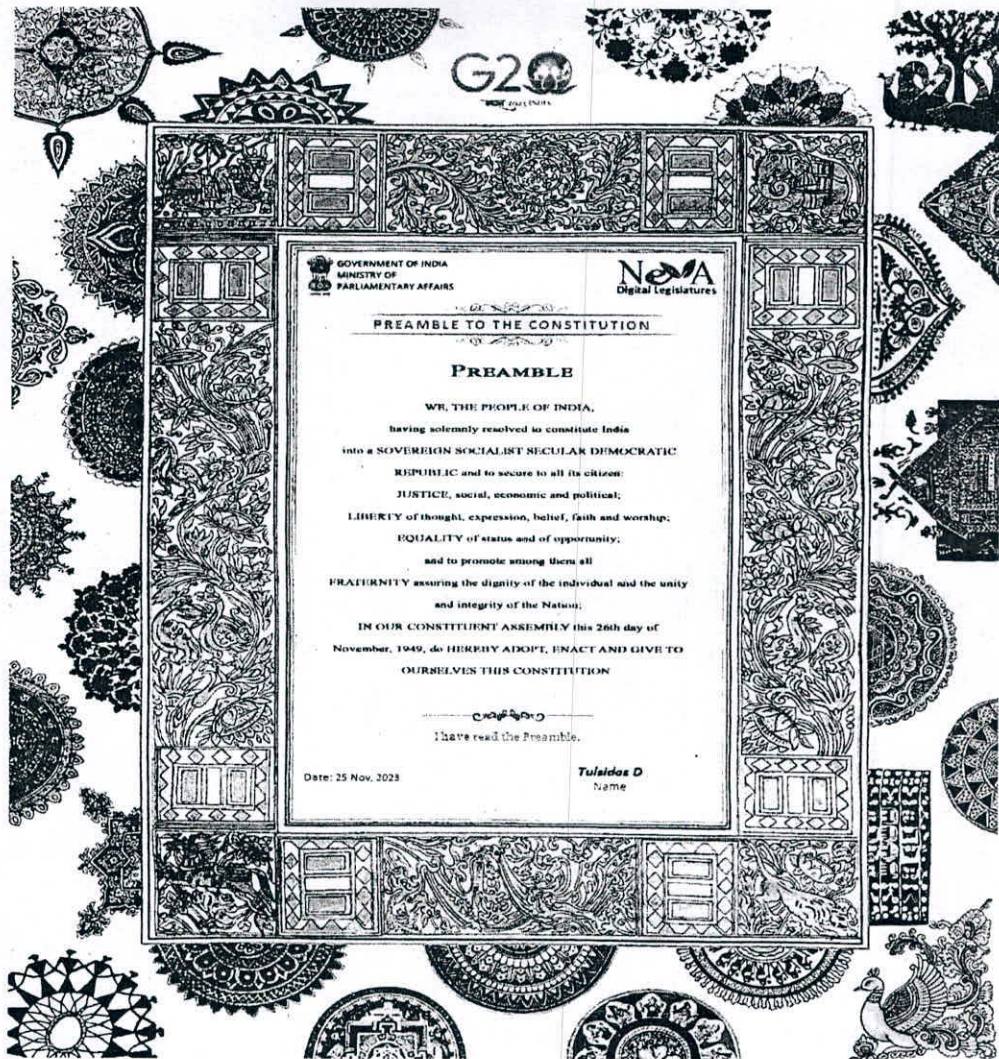 G20
2023 INDIA
GOVERNMENT OF INDIA
MINISTRY OF
PARLIAMENTARY AFFAIRS
NeVA
Digital Legislatures
PREAMBLE TO THE CONSTITUTION
PREAMBLE
WE, THE PEOPLE OF INDIA,
having solemnly resolved to constitute India
into a SOVEREIGN SOCIALIST SECULAR DEMOCRATIC
REPUBLIC and to secure to all its citizen:
JUSTICE, social, economic and political;
LIBERTY of thought, expression, belief, faith and worship;
EQUALITY of status and of opportunity;
and to promote among them all
FRATERNITY assuring the dignity of the individual and the unity
and integrity of the Nation;
IN OUR CONSTITUENT ASSEMBLY this 26th day of
November, 1949, do HEREBY ADOPT, ENACT AND GIVE TO
OURSELVES THIS CONSTITUTION
I have read the Preamble.
Date: 25 Nov, 2023
Tulsidas D
Name